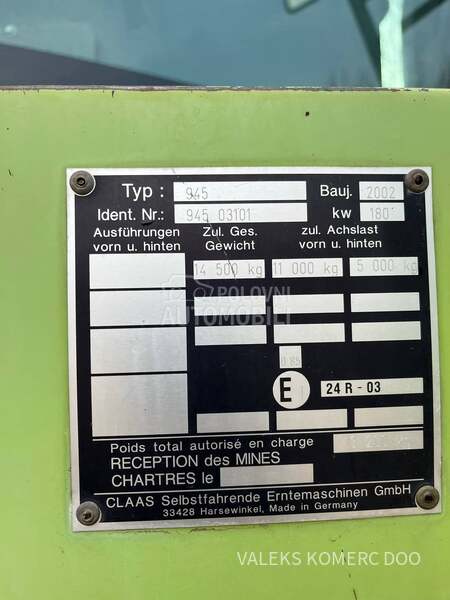 Typ : 945 Bauj. 2002
Ident. Nr.: 945 03101 kw 180
Ausführungen vorn u. hinten
Zul. Ges. Gewicht
zul. Achslast vorn u. hinten
14 500 kg 11 000 kg 5 000 kg
POLOVNI
AUTOMOBILI
0.85
E 24 R - 03
Poids total autorisé en charge
RECEPTION des MINES
CHARTRES le
CLAAS Selbstfahrende Erntemaschinen GmbH
33428 Harsewinkel, Made in Germany
VALEKS KOMERC DOO